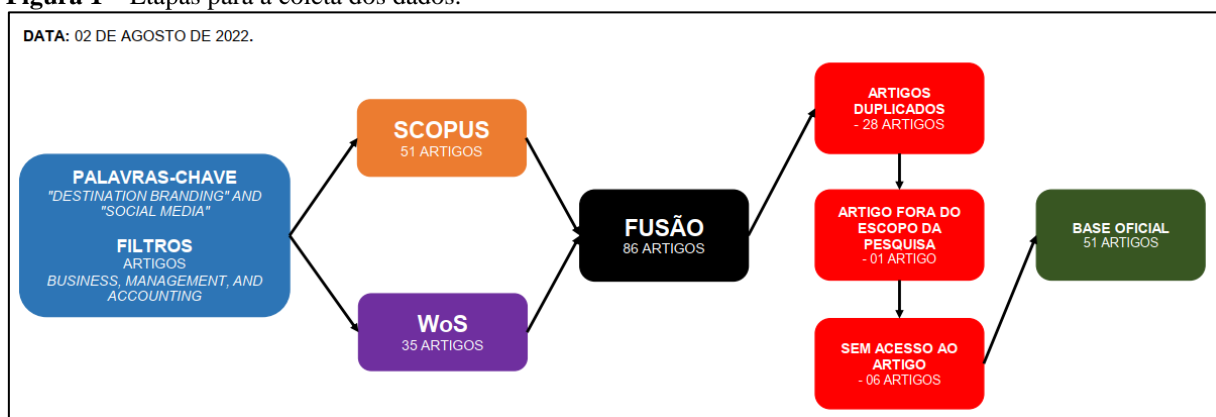 Figura 1 – Etapas para a coleta dos dados.
DATA: 02 DE AGOSTO DE 2022.
PALAVRAS-CHAVE
"DESTINATION BRANDING" AND
"SOCIAL MEDIA"
FILTROS
ARTIGOS
BUSINESS, MANAGEMENT, AND
ACCOUNTING
SCOPUS
51 ARTIGOS
WoS
35 ARTIGOS
FUSÃO
86 ARTIGOS
ARTIGOS
DUPLICADOS
- 28 ARTIGOS
ARTIGO FORA DO
ESCOPO DA
PESQUISA
- 01 ARTIGO
SEM ACESSO AO
ARTIGO
- 06 ARTIGOS
BASE OFICIAL
51 ARTIGOS